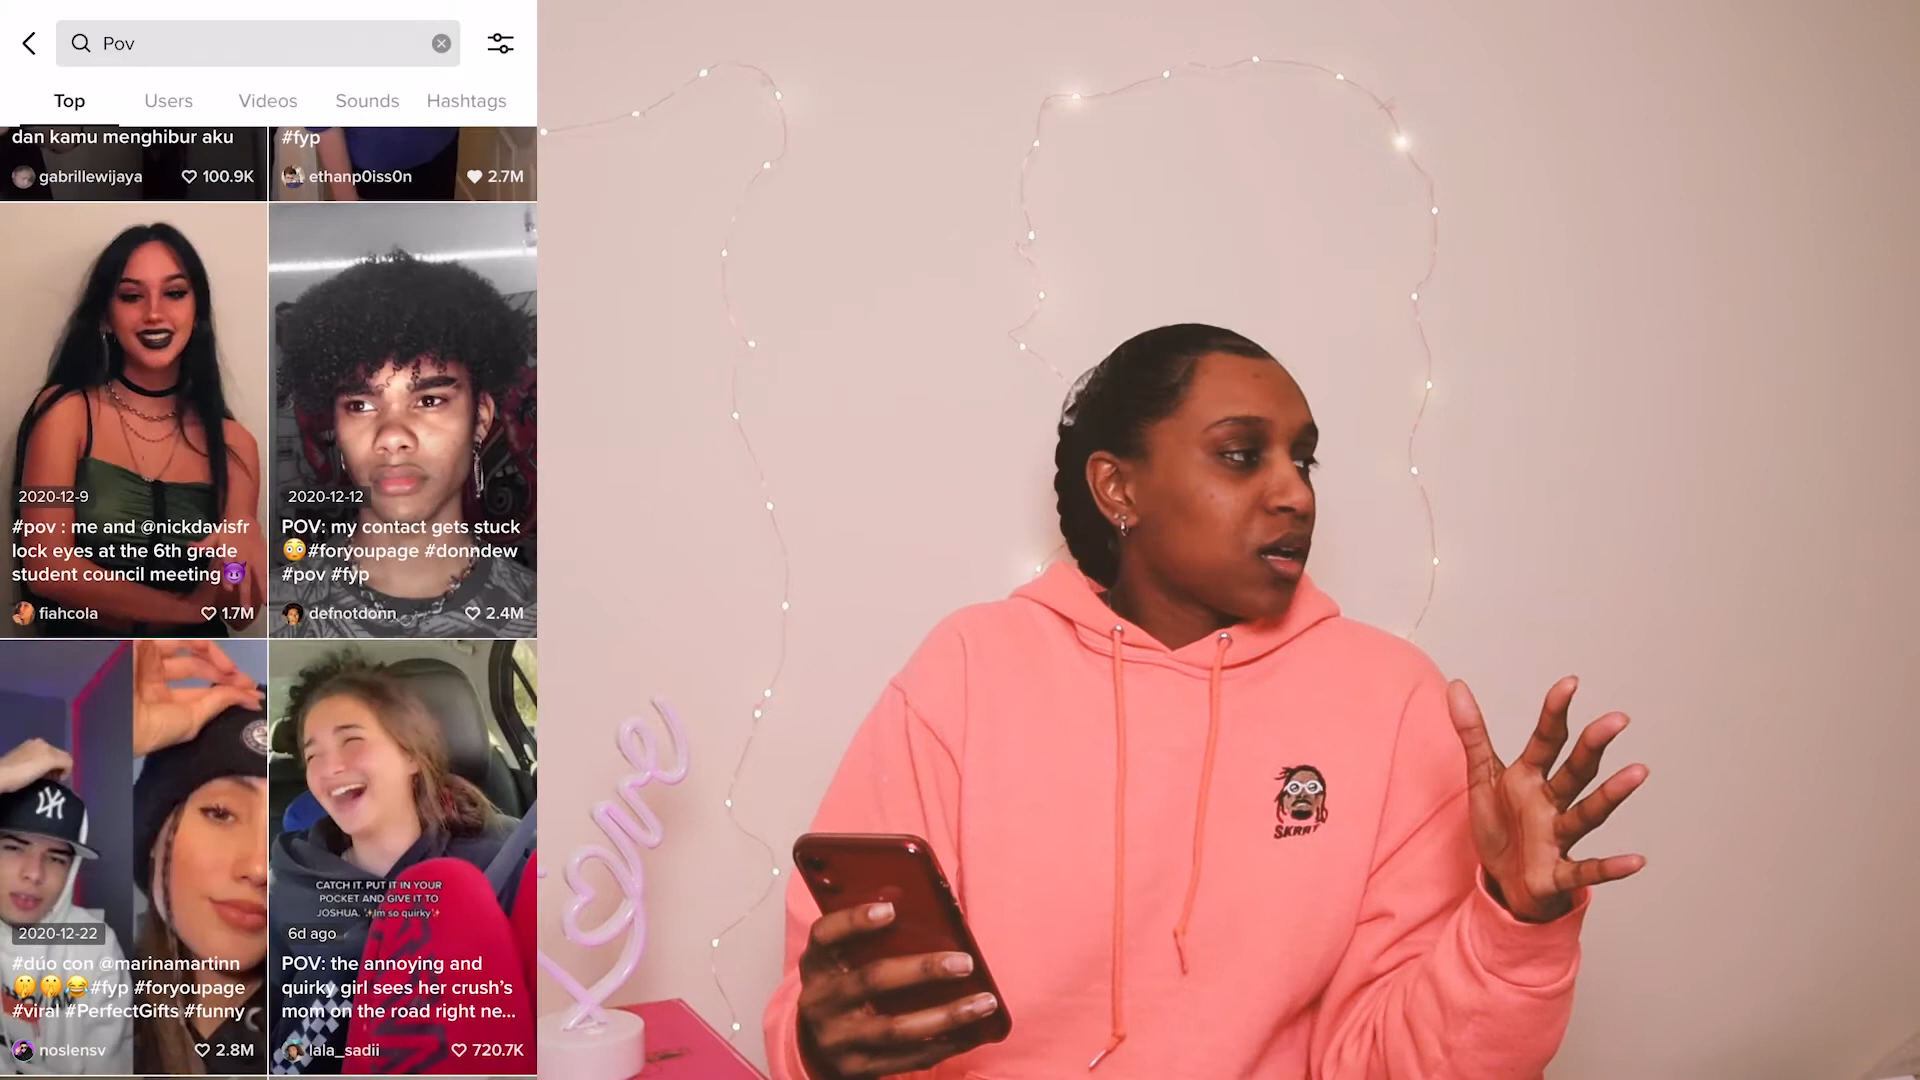 Pov
Top
Users
Videos
Sounds
Hashtags
dan kamu menghibur aku
gabrillewijaya
100.9K
#fyp
ethanp0iss0n
2.7M
2020-12-9
#pov : me and @nickdavisfr
lock eyes at the 6th grade
student council meeting😈
fiahcola
1.7M
2020-12-12
POV: my contact gets stuck
😳#foryoupage #donndew
#pov #fyp
defnotdonn
2.4M
2020-12-22
#dúo con @marinamartinn
🤫🤫😂#fyp #foryoupage
#viral #PerfectGifts #funny
noslensv
2.8M
CATCH IT. PUT IT IN YOUR
POCKET AND GIVE IT TO
JOSHUA. ✨Im so quirky✨
6d ago
POV: the annoying and
quirky girl sees her crush's
mom on the road right ne...
lala_sadii
720.7K
love
SKRRT